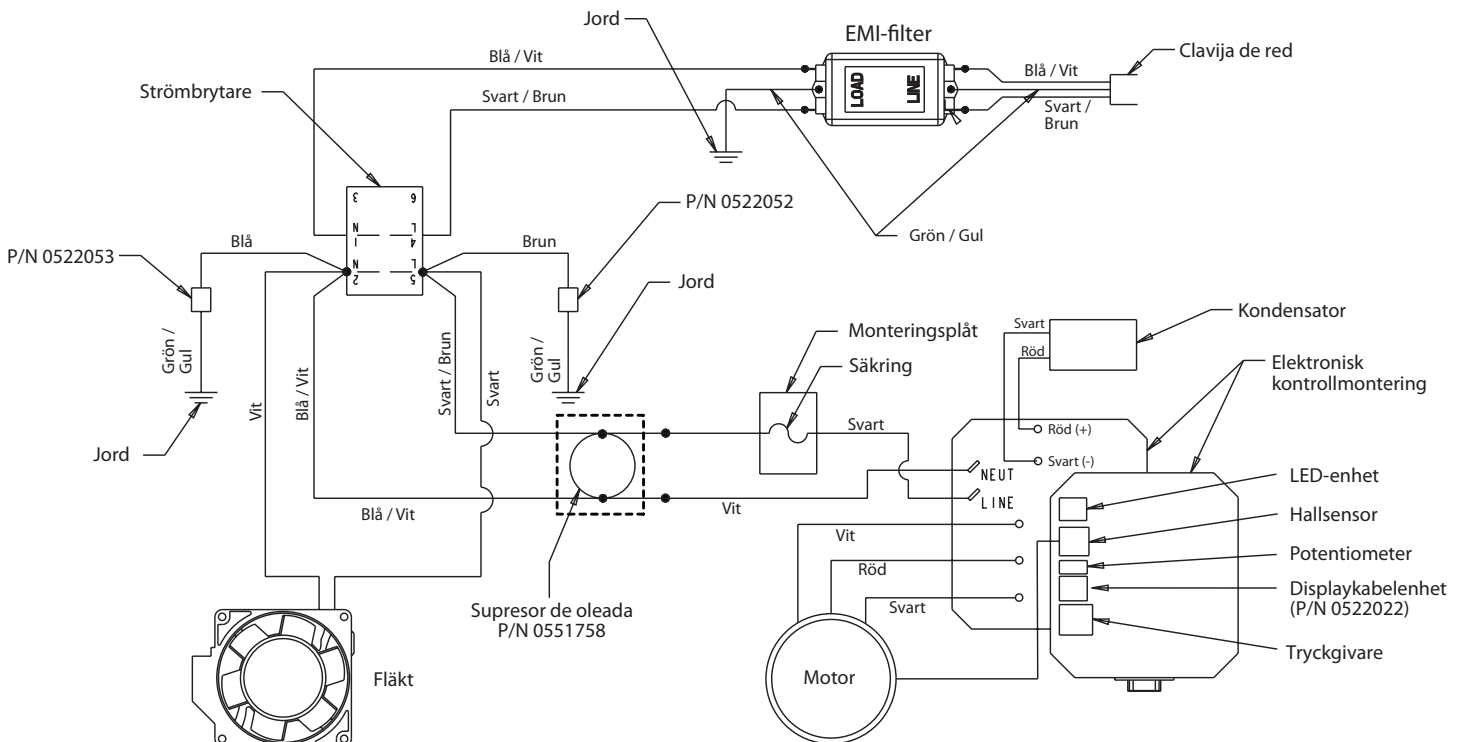 Jord
EMI-filter
Clavija de red
Blå / Vit
Blå / Vit
LOAD
LINE
Strömbrytare
Svart / Brun
Svart /
Brun
Jord
3
6
P/N 0522052
N
L
1
4
Grön / Gul
Blå
Brun
P/N 0522053
N
L
2
5
Jord
Grön /
Gul
Vit
Blå / Vit
Svart / Brun
Svart
Grön /
Gul
Jord
Monteringsplåt
Säkring
Svart
Svart
Röd
Kondensator
Elektronisk
kontrollmontering
Röd (+)
Svart (-)
NEUT
LINE
Blå / Vit
Vit
LED-enhet
Hallsensor
Potentiometer
Displaykabelenhet
(P/N 0522022)
Tryckgivare
Vit
Röd
Svart
Supresor de oleada
P/N 0551758
Fläkt
Motor